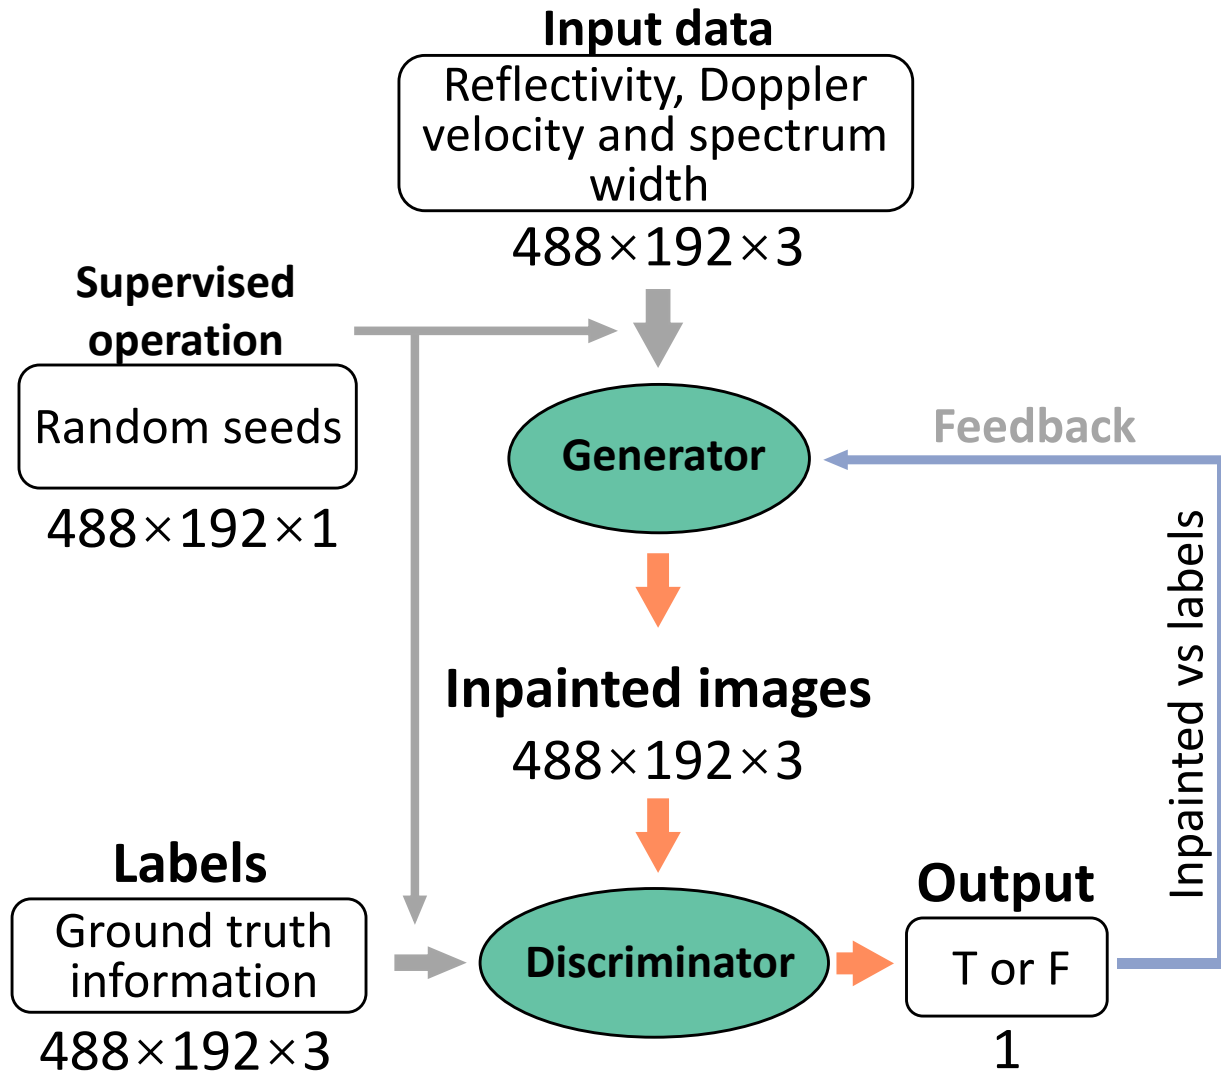 Input data
Reflectivity, Doppler
velocity and spectrum
width
488×192×3
Supervised
operation
Random seeds
488×192×1
Generator
Feedback
Inpainted vs labels
Inpainted images
488×192×3
Labels
Ground truth
information
488×192×3
Discriminator
Output
T or F
1